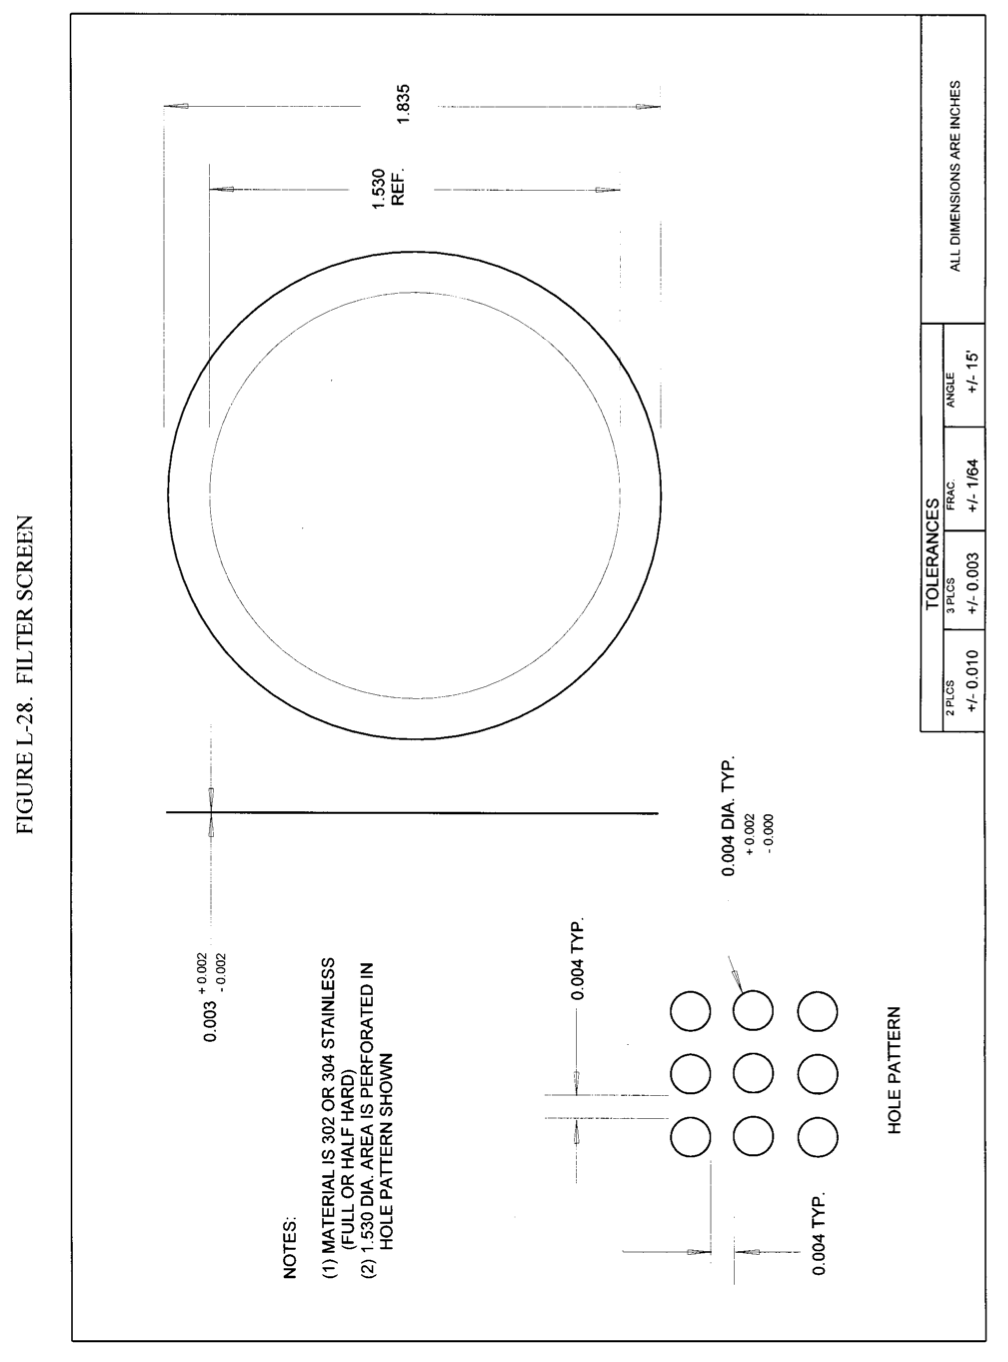 FIGURE L-28. FILTER SCREEN
0.003 + 0.002
- 0.002
1.530
REF.
1.835
NOTES:
(1) MATERIAL IS 302 OR 304 STAINLESS
(FULL OR HALF HARD)
(2) 1.530 DIA. AREA IS PERFORATED IN
HOLE PATTERN SHOWN
0.004 TYP.
0.004 DIA. TYP.
+ 0.002
- 0.000
0.004 TYP.
HOLE PATTERN
TOLERANCES
2 PLCS 3 PLCS FRAC. ANGLE
+/- 0.010 +/- 0.003 +/- 1/64 +/- 15'
ALL DIMENSIONS ARE INCHES